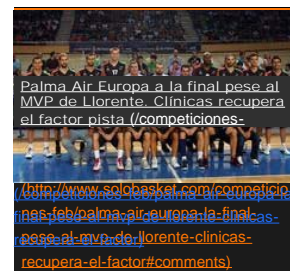 Palma Air Europa a la final pese al
MVP de Llorente. Clínicas recupera
el factor pista (/competiciones-
(http://www.solobasket.com/competicio
nes-feb/palma-air-europa-la-final-
pese-al-mvp-de-llorente-clinicas-
recupera-el-factor#comments)